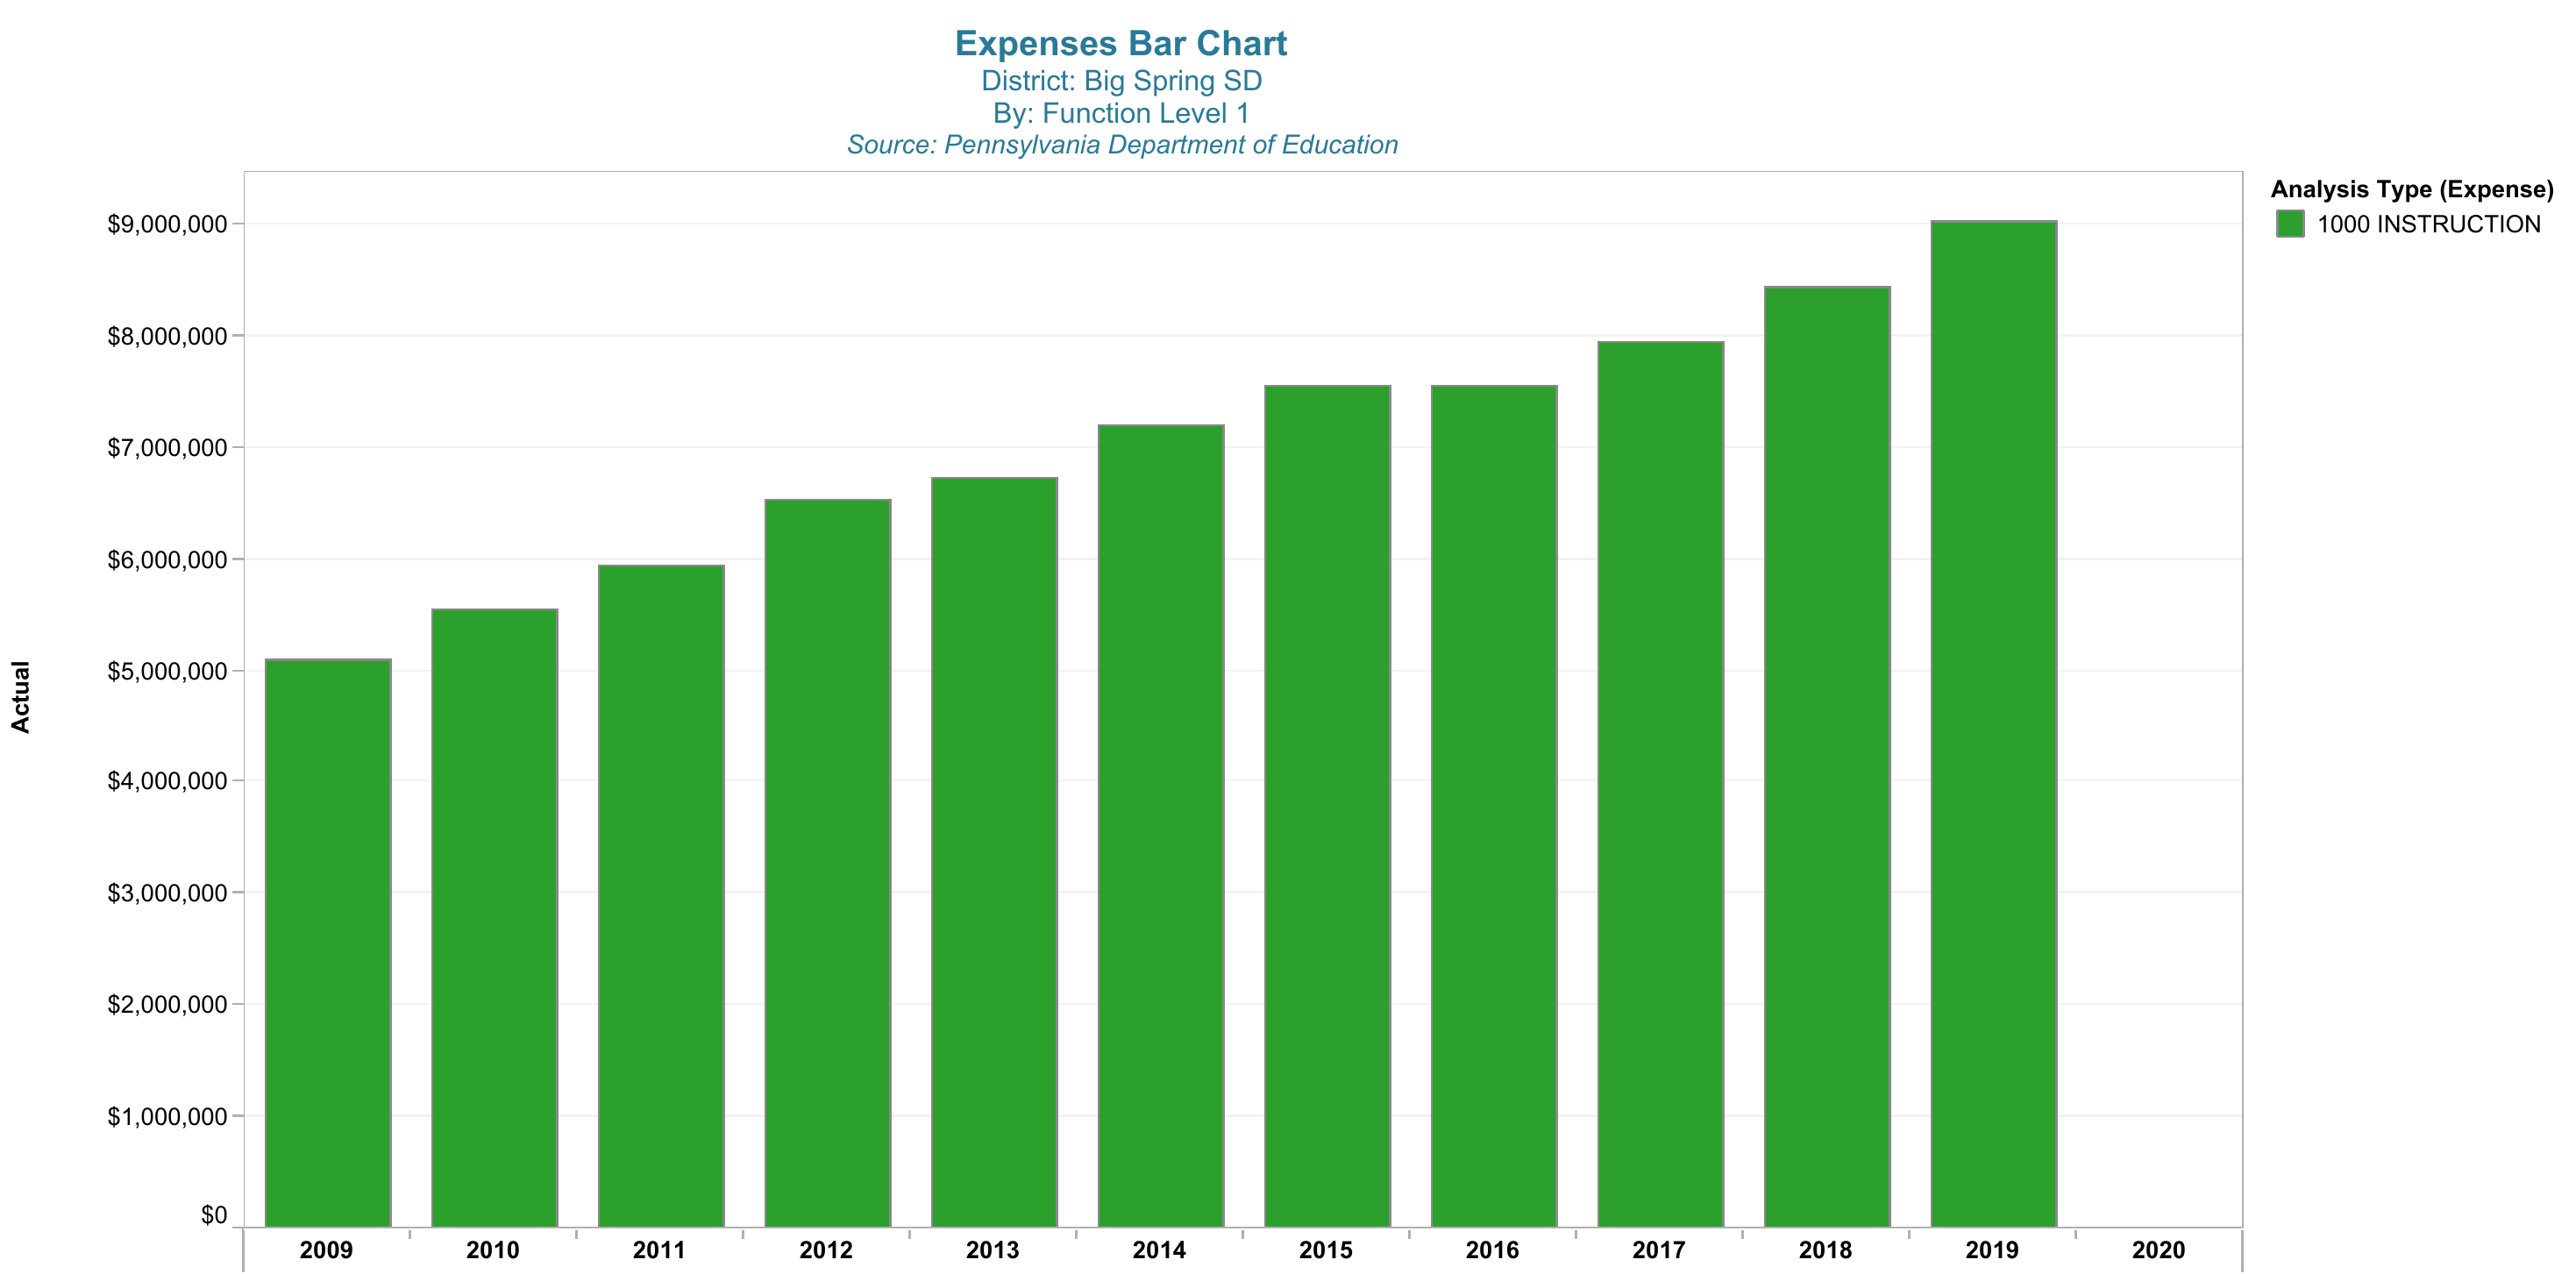 Expenses Bar Chart
District: Big Spring SD
By: Function Level 1
Source: Pennsylvania Department of Education
Analysis Type (Expense)
1000 INSTRUCTION
Actual
$9,000,000
$8,000,000
$7,000,000
$6,000,000
$5,000,000
$4,000,000
$3,000,000
$2,000,000
$1,000,000
$0
2009 2010 2011 2012 2013 2014 2015 2016 2017 2018 2019 2020